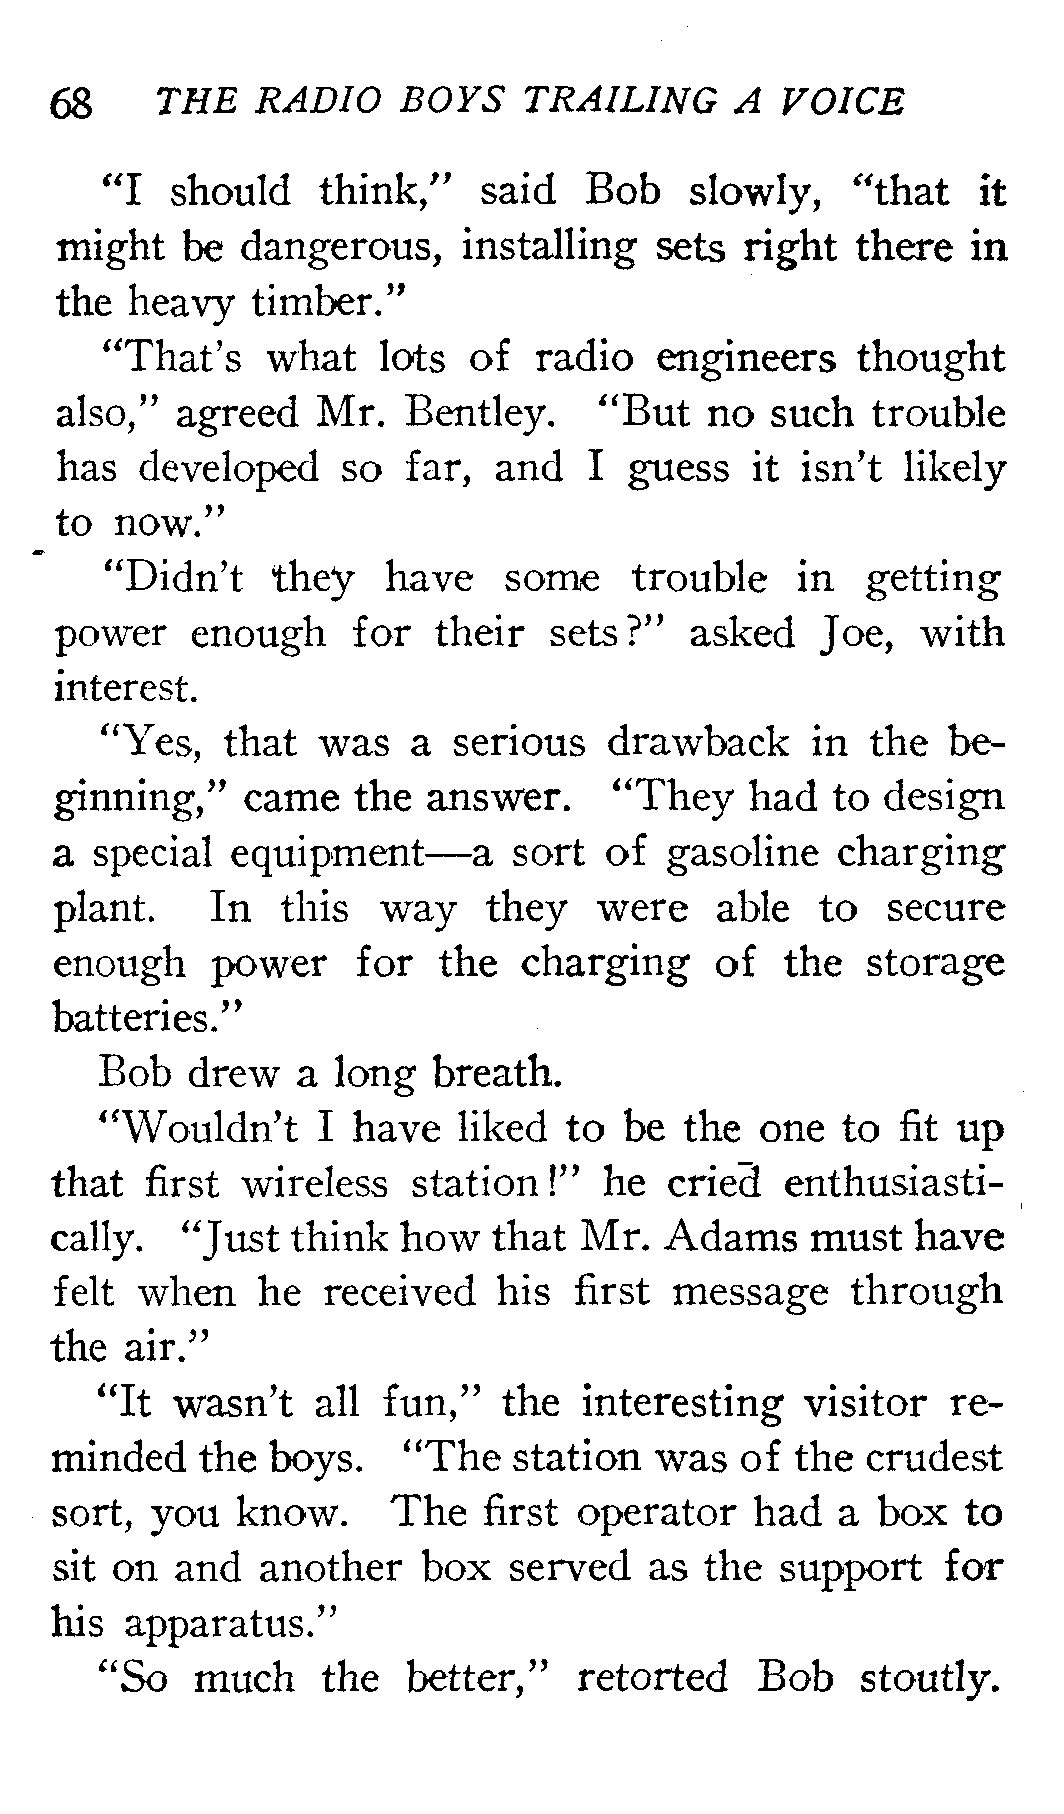 68 THE RADIO BOYS TRAILING A VOICE
“I should think,” said Bob slowly, “that it
might be dangerous, installing sets right there in
the heavy timber.”
“That’s what lots of radio engineers thought
also,” agreed Mr. Bentley. “But no such trouble
has developed so far, and I guess it isn’t likely
to now.”
“Didn’t they have some trouble in getting
power enough for their sets?” asked Joe, with
interest.
“Yes, that was a serious drawback in the be-
ginning,” came the answer. “They had to design
a special equipment—a sort of gasoline charging
plant. In this way they were able to secure
enough power for the charging of the storage
batteries.”
Bob drew a long breath.
“Wouldn’t I have liked to be the one to fit up
that first wireless station!” he cried enthusiasti-
cally. “Just think how that Mr. Adams must have
felt when he received his first message through
the air.”
“It wasn’t all fun,” the interesting visitor re-
minded the boys. “The station was of the crudest
sort, you know. The first operator had a box to
sit on and another box served as the support for
his apparatus.”
“So much the better,” retorted Bob stoutly.